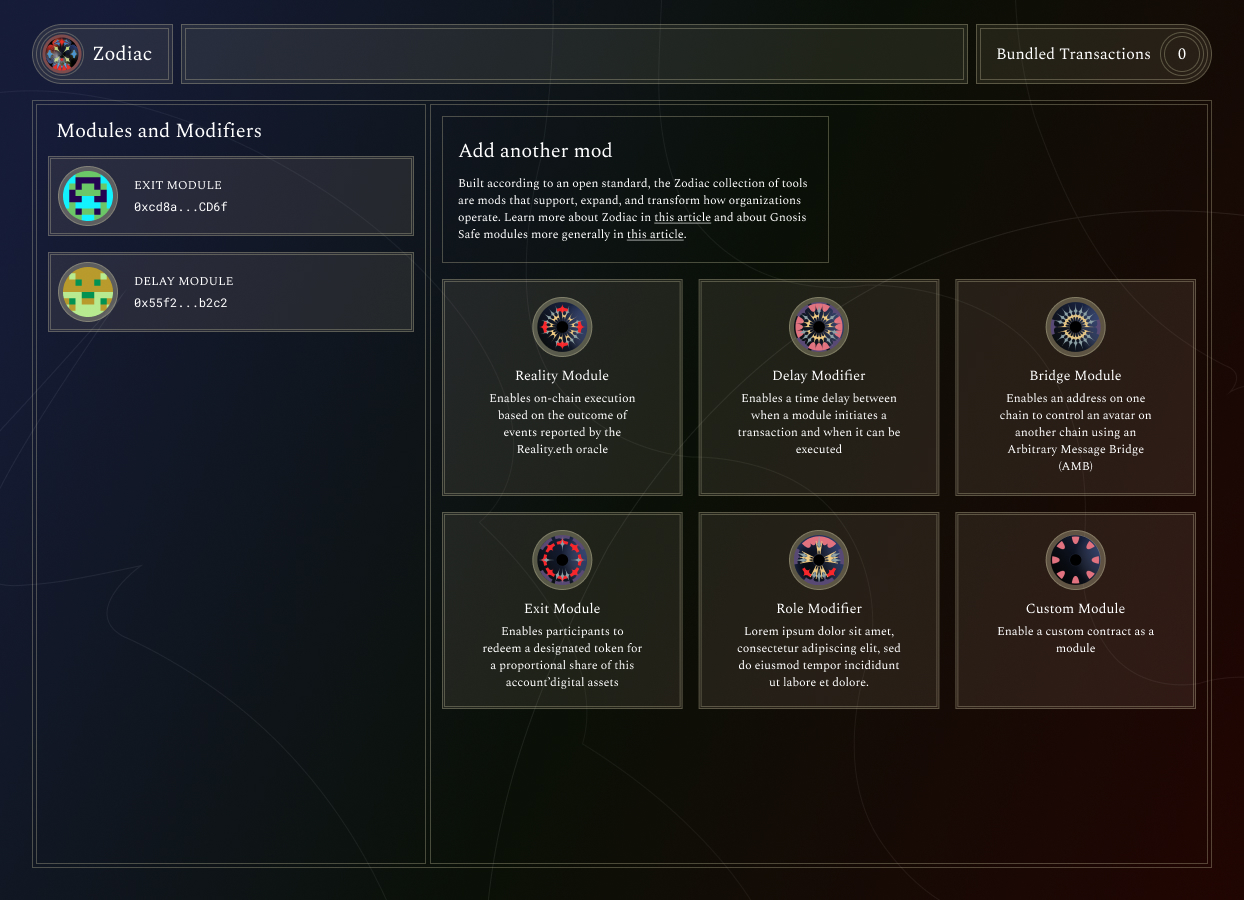 Zodiac
Bundled Transactions
0
Modules and Modifiers
EXIT MODULE
0xcd8a...CD6f
DELAY MODULE
0x55f2...b2c2
Add another mod
Built according to an open standard, the Zodiac collection of tools
are mods that support, expand, and transform how organizations
operate. Learn more about Zodiac in this article and about Gnosis
Safe modules more generally in this article.
Reality Module
Enables on-chain execution
based on the outcome of
events reported by the
Reality.eth oracle
Delay Modifier
Enables a time delay between
when a module initiates a
transaction and when it can be
executed
Bridge Module
Enables an address on one
chain to control an avatar on
another chain using an
Arbitrary Message Bridge
(AMB)
Exit Module
Enables participants to
redeem a designated token for
a proportional share of this
account'digital assets
Role Modifier
Lorem ipsum dolor sit amet,
consectetur adipiscing elit, sed
do eiusmod tempor incididunt
ut labore et dolore.
Custom Module
Enable a custom contract as a
module